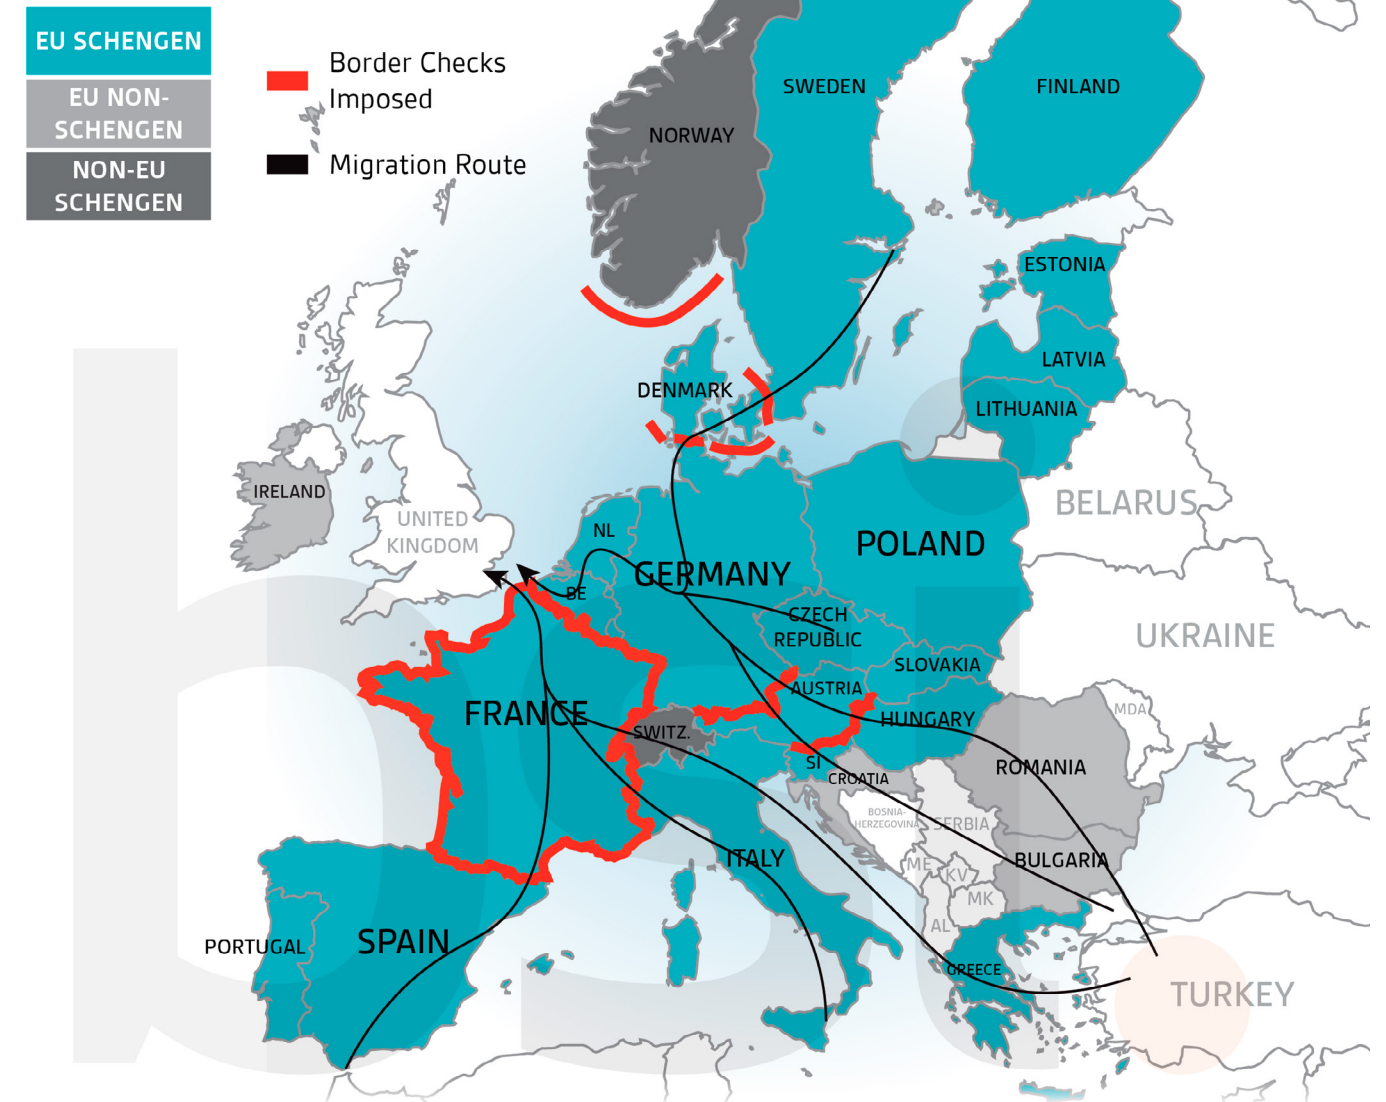 EU SCHENGEN
EU NON-
SCHENGEN
NON-EU
SCHENGEN
Border Checks
Imposed
Migration Route
SWEDEN
FINLAND
NORWAY
ESTONIA
LATVIA
DENMARK
LITHUANIA
IRELAND
UNITED
KINGDOM
NL
BELARUS
POLAND
GERMANY
BE
CZECH
REPUBLIC
UKRAINE
SLOVAKIA
AUSTRIA
FRANCE
HUNGARY
MDA
SWITZ.
SI
CROATIA
ROMANIA
BOSNIA-
HERZEGOVINA
SERBIA
ITALY
ME
KV
BULGARIA
MK
AL
PORTUGAL
SPAIN
GREECE
TURKEY
bsi